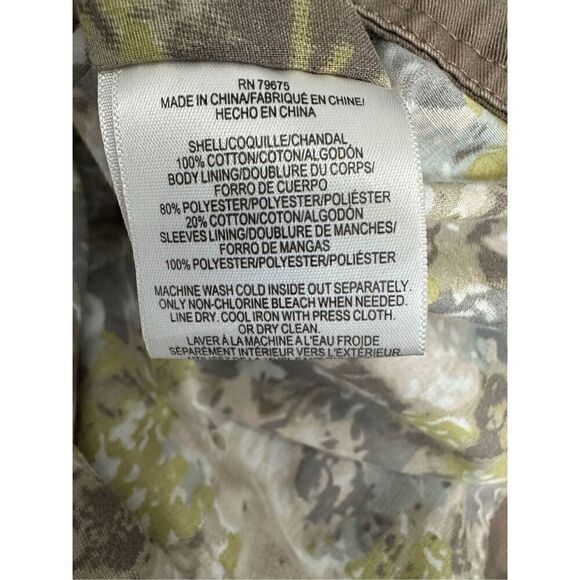 RN 79675
MADE IN CHINA/FABRIQUÉ EN CHINE/
HECHO EN CHINA
SHELL/COQUILLE/CHANDAL
100% COTTON/COTON/ALGODÓN
BODY LINING/DOUBLURE DU CORPS/
FORRO DE CUERPO
80% POLYESTER/POLYESTER/POLIÉSTER
20% COTTON/COTON/ALGODÓN
SLEEVES LINING/DOUBLURE DE MANCHES/
FORRO DE MANGAS
100% POLYESTER/POLYESTER/POLIÉSTER
MACHINE WASH COLD INSIDE OUT SEPARATELY.
ONLY NON-CHLORINE BLEACH WHEN NEEDED.
LINE DRY. COOL IRON WITH PRESS CLOTH.
OR DRY CLEAN.
LAVER À LA MACHINE A L'EAU FROIDE
SÉPARÉMENT INTÉRIEUR VERS L'EXTÉRIEUR.